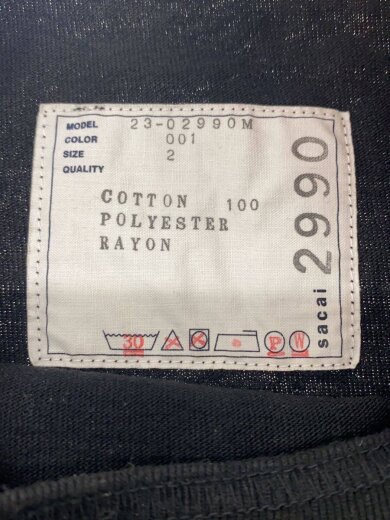 MODEL 23-02990M
COLOR 001
SIZE 2
QUALITY
COTTON 100
POLYESTER
RAYON
sacai 2990
30 P W